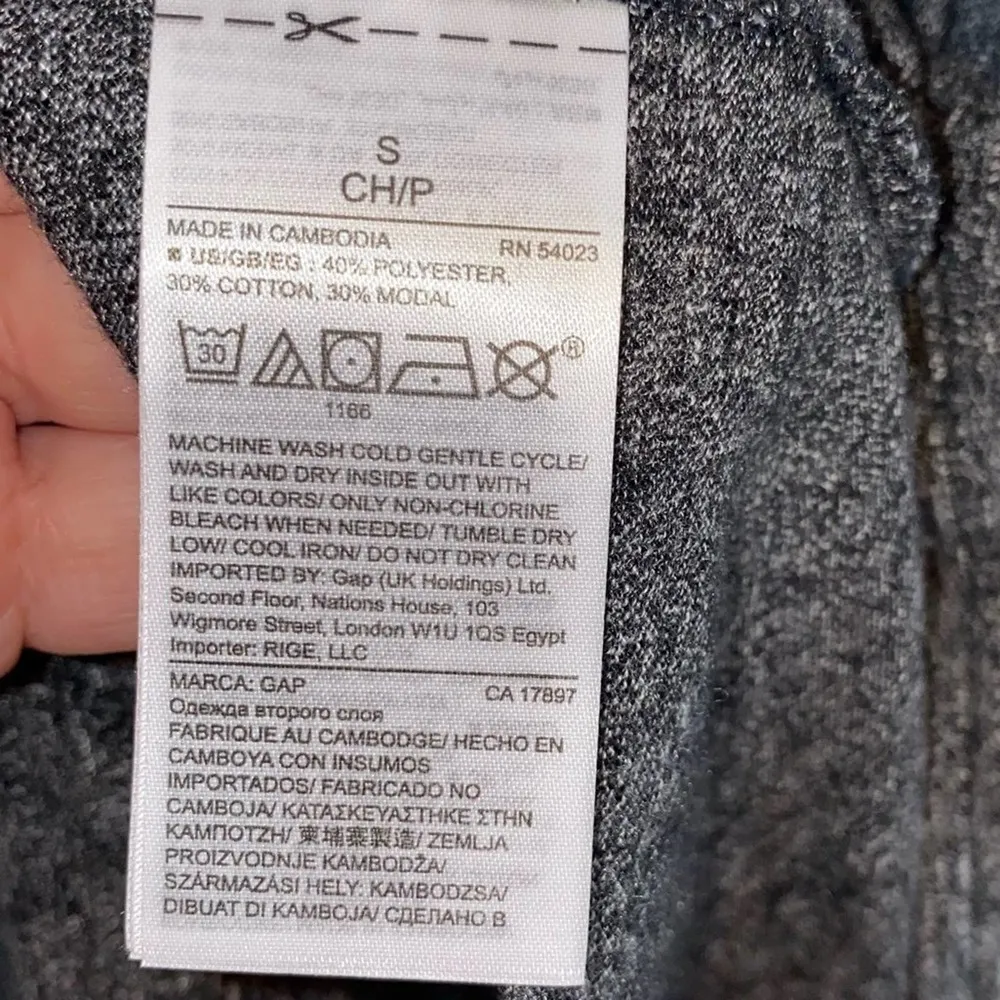 S
CH/P
MADE IN CAMBODIA RN 54023
US/GB/EG : 40% POLYESTER,
30% COTTON, 30% MODAL
30 ®
1166
MACHINE WASH COLD GENTLE CYCLE/
WASH AND DRY INSIDE OUT WITH
LIKE COLORS/ ONLY NON-CHLORINE
BLEACH WHEN NEEDED/ TUMBLE DRY
LOW/ COOL IRON/ DO NOT DRY CLEAN
IMPORTED BY: Gap (UK Holdings) Ltd.
Second Floor, Nations House, 103
Wigmore Street, London W1U 1QS Egypt
Importer: RIGE, LLC
MARCA: GAP CA 17897
Одежда второго слоя
FABRIQUE AU CAMBODGE/ HECHO EN
CAMBOYA CON INSUMOS
IMPORTADOS/ FABRICADO NO
CAMBOJA/ ΚΑΤΑΣΚΕΥΑΣΤΗΚΕ ΣΤΗΝ
ΚΑΜΠΟΤΖΗ/ 柬埔寨製造/ ZEMLJA
PROIZVODNJE KAMBODŽA/
SZÁRMAZÁSI HELY: KAMBODZSA/
DIBUAT DI KAMBOJA/ СДЕЛАНО В